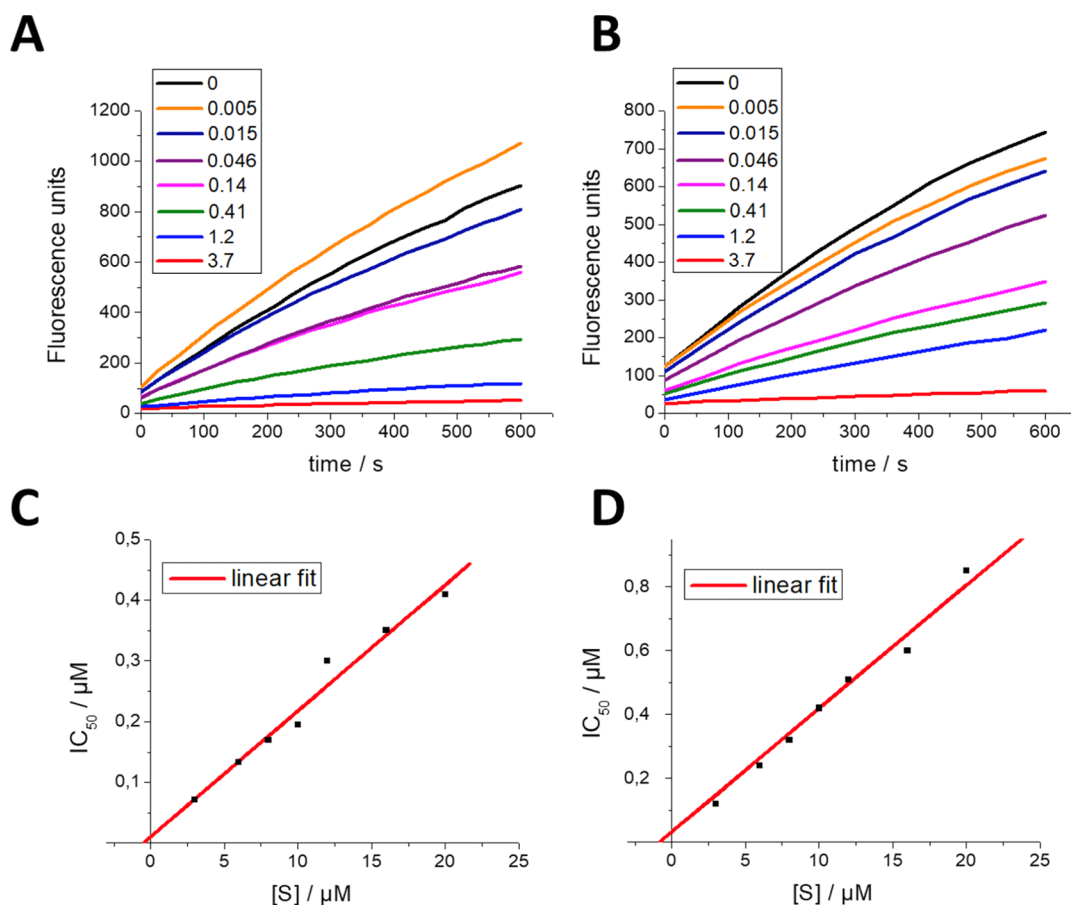 A
0
0.005
0.015
0.046
0.14
0.41
1.2
3.7
1200
1000
800
600
400
200
0
Fluorescence units
0 100 200 300 400 500 600
time / s
B
0
0.005
0.015
0.046
0.14
0.41
1.2
3.7
800
700
600
500
400
300
200
100
0
Fluorescence units
0 100 200 300 400 500 600
time / s
C
linear fit
0,5
0,4
0,3
0,2
0,1
IC50 / µM
0 5 10 15 20 25
[S] / µM
D
linear fit
0,8
0,6
0,4
0,2
IC50 / µM
0 5 10 15 20 25
[S] / µM